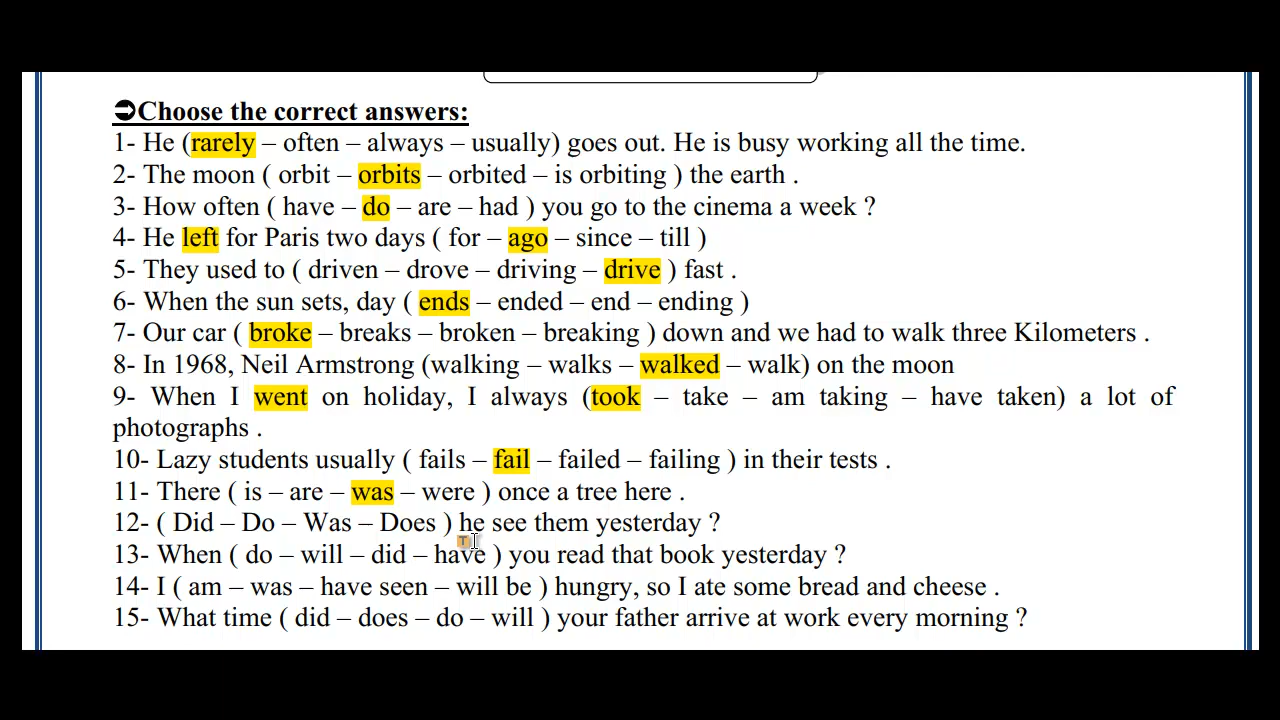 ➲Choose the correct answers:
1- He (rarely – often – always – usually) goes out. He is busy working all the time.
2- The moon ( orbit – orbits – orbited – is orbiting ) the earth .
3- How often ( have – do – are – had ) you go to the cinema a week ?
4- He left for Paris two days ( for – ago – since – till )
5- They used to ( driven – drove – driving – drive ) fast .
6- When the sun sets, day ( ends – ended – end – ending )
7- Our car ( broke – breaks – broken – breaking ) down and we had to walk three Kilometers .
8- In 1968, Neil Armstrong (walking – walks – walked – walk) on the moon
9- When I went on holiday, I always (took – take – am taking – have taken) a lot of
photographs .
10- Lazy students usually ( fails – fail – failed – failing ) in their tests .
11- There ( is – are – was – were ) once a tree here .
12- ( Did – Do – Was – Does ) he see them yesterday ?
13- When ( do – will – did – have ) you read that book yesterday ?
14- I ( am – was – have seen – will be ) hungry, so I ate some bread and cheese .
15- What time ( did – does – do – will ) your father arrive at work every morning ?